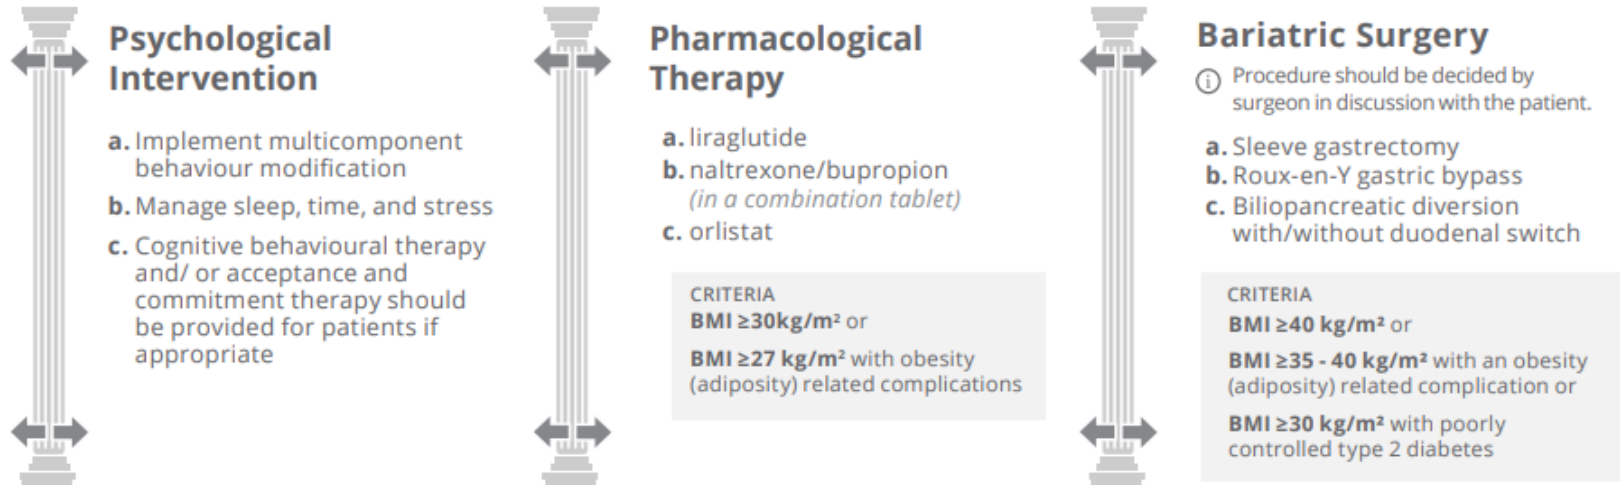 Psychological
Intervention
a. Implement multicomponent
behaviour modification
b. Manage sleep, time, and stress
c. Cognitive behavioural therapy
and/ or acceptance and
commitment therapy should
be provided for patients if
appropriate
Pharmacological
Therapy
a. liraglutide
b. naltrexone/bupropion
(in a combination tablet)
c. orlistat
CRITERIA
BMI ≥30kg/m² or
BMI ≥27 kg/m² with obesity
(adiposity) related complications
Bariatric Surgery
i Procedure should be decided by
surgeon in discussion with the patient.
a. Sleeve gastrectomy
b. Roux-en-Y gastric bypass
c. Biliopancreatic diversion
with/without duodenal switch
CRITERIA
BMI ≥40 kg/m² or
BMI ≥35 - 40 kg/m² with an obesity
(adiposity) related complication or
BMI ≥30 kg/m² with poorly
controlled type 2 diabetes